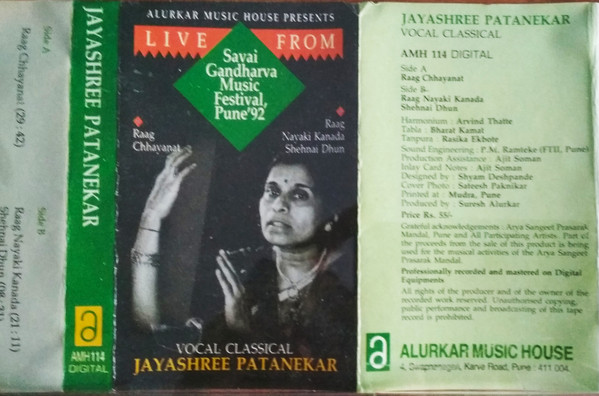 Side A
Raag Chhayanat (29 : 42)
Side B
Raag Nayaki Kanada (21 : 11)
Shehnai Dhun
JAYASHREE PATANEKAR
a
AMH 114
DIGITAL
ALURKAR MUSIC HOUSE PRESENTS
LIVE FROM
Savai
Gandharva
Music
Festival,
Pune'92
Raag
Chhayanat
Raag
Nayaki Kanada
Shehnai Dhun
VOCAL CLASSICAL
JAYASHREE PATANEKAR
JAYASHREE PATANEKAR
VOCAL CLASSICAL
AMH 114 DIGITAL
Side A
Raag Chhayanat
Side B-
Raag Nayaki Kanada
Shehnai Dhun
Harmonium : Arvind Thatte
Tabla : Bharat Kamat
Tanpura : Rasika Ekbote
Sound Engineering : P.M. Ramteke (FTII, Pune)
Production Assistance : Ajit Soman
Inlay Card Notes : Ajit Soman
Designed by : Shyam Deshpande
Cover Photo : Sateesh Paknikar
Printed at : Mudra, Pune
Produced by : Suresh Alurkar
Price Rs. 55/-
Grateful acknowledgements : Arya Sangeet Prasarak
Mandal, Pune and All Participating Artists. Part of
the proceeds from the sale of this product is being
used for the musical activities of the Arya Sangeet
Prasarak Mandal.
Professionally recorded and mastered on Digital
Equipments
All rights of the producer and of the owner of the
recorded work reserved. Unauthorised copying,
public performance and broadcasting of this tape
record is prohibited.
a
ALURKAR MUSIC HOUSE
4, Karve Road, Pune : 411 004.